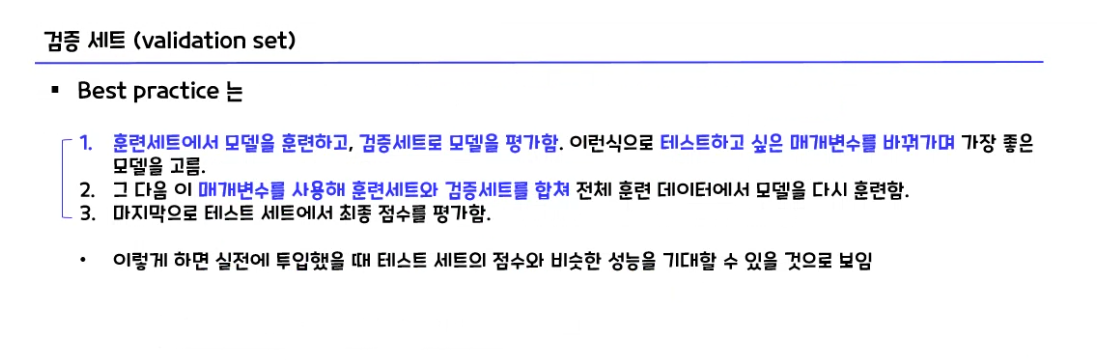 검증 세트 (validation set)
▪ Best practice 는
1. 훈련세트에서 모델을 훈련하고, 검증세트로 모델을 평가함. 이런식으로 테스트하고 싶은 매개변수를 바꿔가며 가장 좋은
모델을 고름.
2. 그 다음 이 매개변수를 사용해 훈련세트와 검증세트를 합쳐 전체 훈련 데이터에서 모델을 다시 훈련함.
3. 마지막으로 테스트 세트에서 최종 점수를 평가함.
• 이렇게 하면 실전에 투입했을 때 테스트 세트의 점수와 비슷한 성능을 기대할 수 있을 것으로 보임